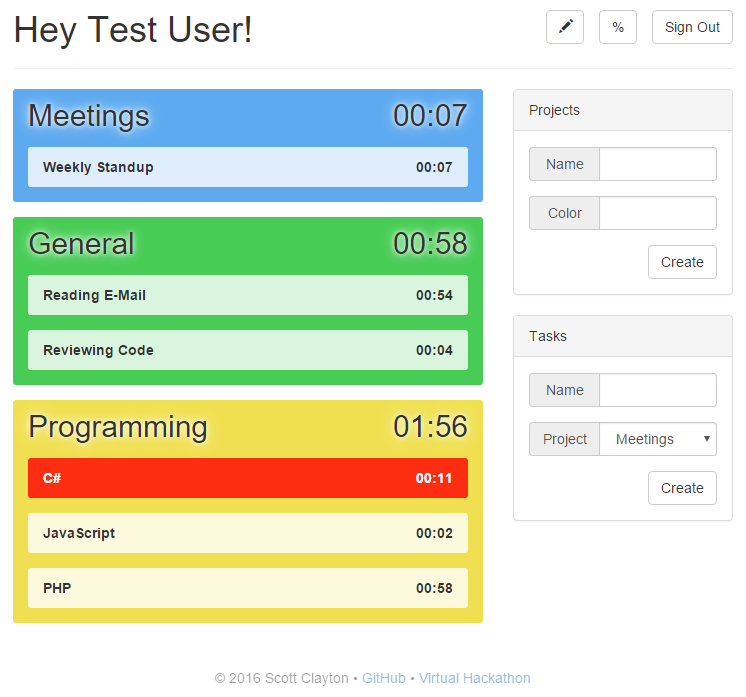 Hey Test User!
%
Sign Out
Meetings 00:07
Weekly Standup 00:07
General 00:58
Reading E-Mail 00:54
Reviewing Code 00:04
Programming 01:56
C# 00:11
JavaScript 00:02
PHP 00:58
Projects
Name
Color
Create
Tasks
Name
Project Meetings
Create
© 2016 Scott Clayton • GitHub • Virtual Hackathon